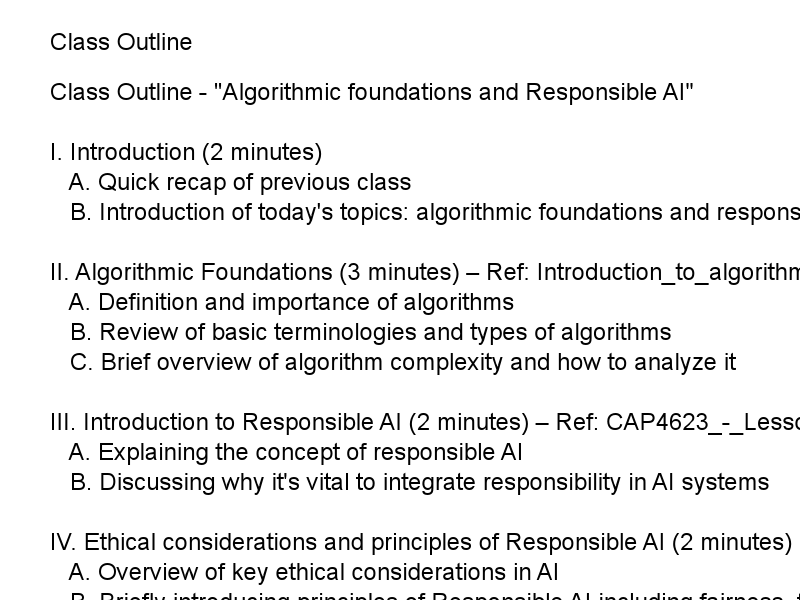 Class Outline
Class Outline - "Algorithmic foundations and Responsible AI"
I. Introduction (2 minutes)
A. Quick recap of previous class
B. Introduction of today's topics: algorithmic foundations and respons
II. Algorithmic Foundations (3 minutes) – Ref: Introduction_to_algorithm
A. Definition and importance of algorithms
B. Review of basic terminologies and types of algorithms
C. Brief overview of algorithm complexity and how to analyze it
III. Introduction to Responsible AI (2 minutes) – Ref: CAP4623_-_Lesso
A. Explaining the concept of responsible AI
B. Discussing why it's vital to integrate responsibility in AI systems
IV. Ethical considerations and principles of Responsible AI (2 minutes)
A. Overview of key ethical considerations in AI
B. Briefly introducing principles of Responsible AI including fairness,